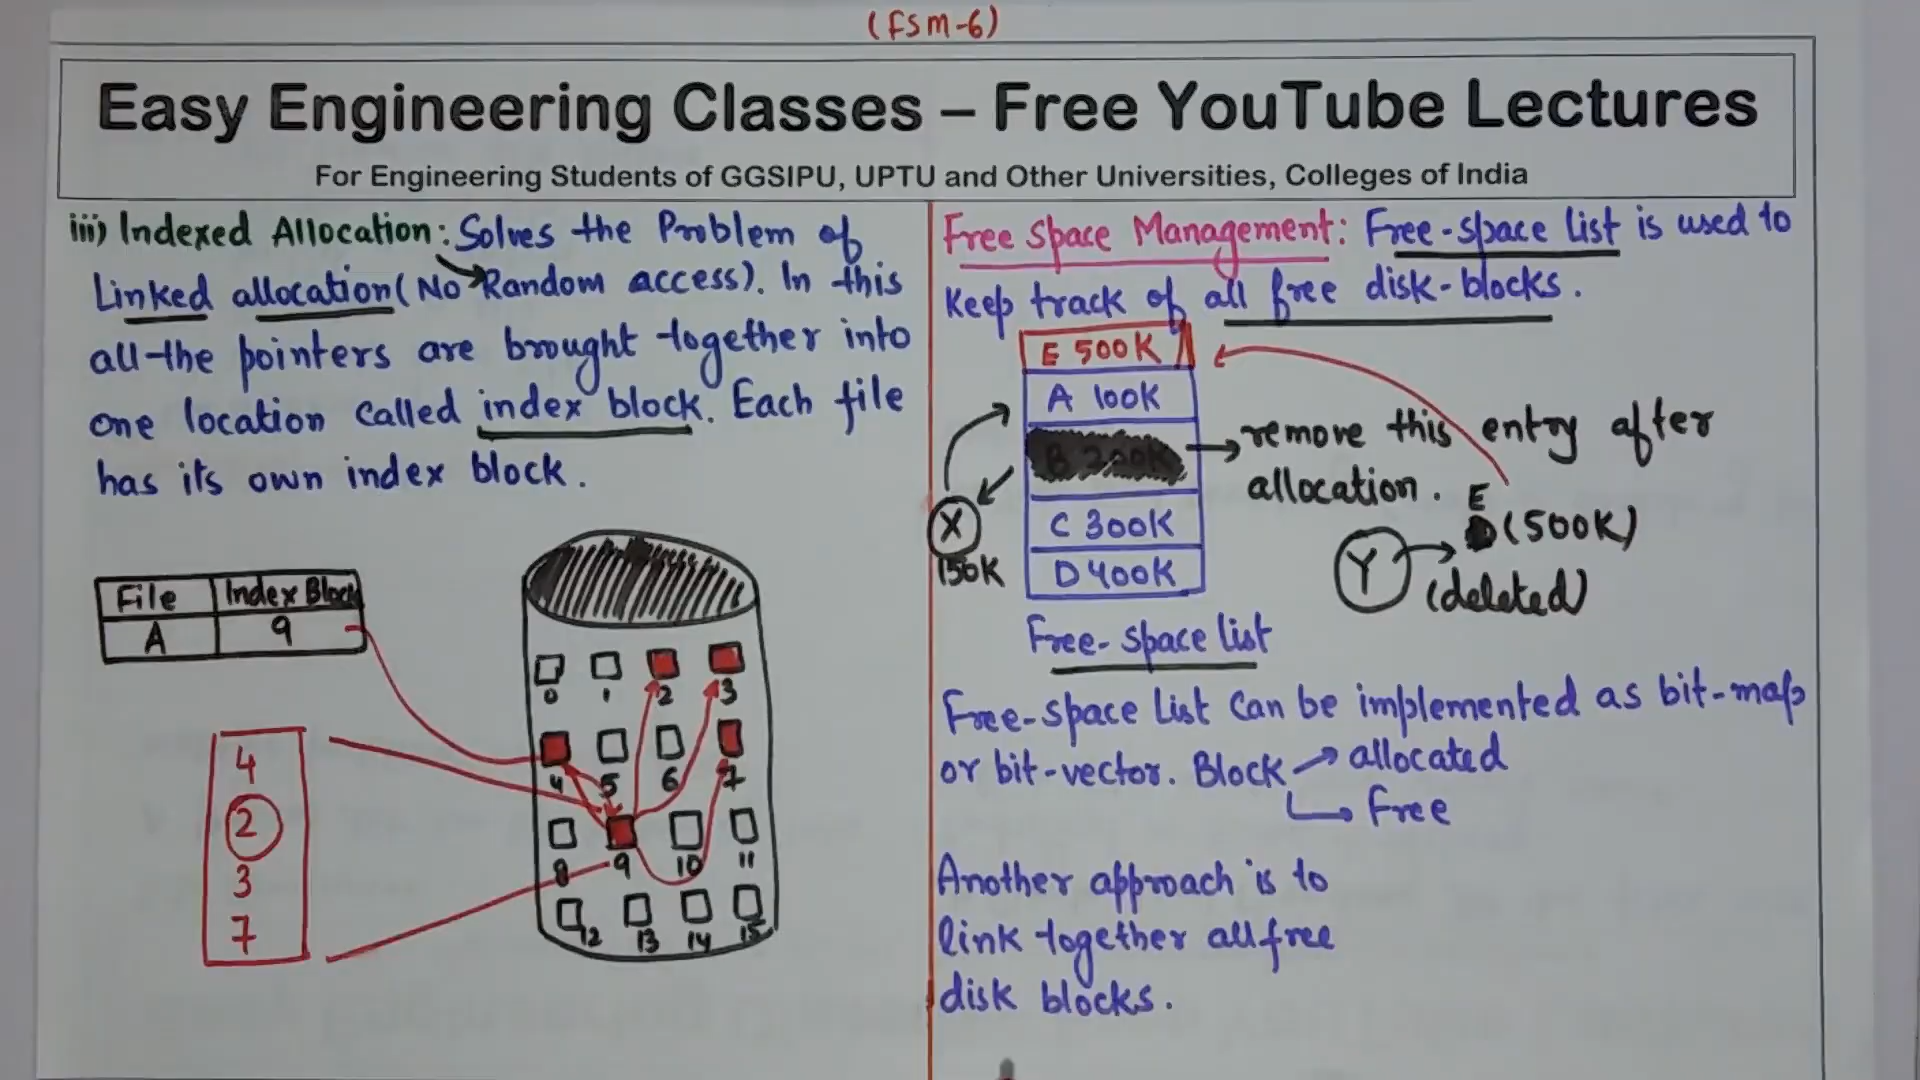 (FSM-6)
Easy Engineering Classes – Free YouTube Lectures
For Engineering Students of GGSIPU, UPTU and Other Universities, Colleges of India
iii) Indexed Allocation: Solves the Problem of
Linked allocation (No Random access). In this
all the pointers are brought together into
one location called index block. Each file
has its own index block.
File Index Block
A 9
4
2
3
7
0 1 2 3
4 5 6 7
8 9 10 11
12 13 14 15
Free Space Management: Free-space list is used to
keep track of all free disk-blocks.
E 500K
A 100K
B 200K
C 300K
D 400K
X
150K
remove this entry after
allocation.
E
(500K)
Y
(deleted)
Free-space list
Free-space List can be implemented as bit-map
or bit-vector. Block allocated
Free
Another approach is to
link together all free
disk blocks.